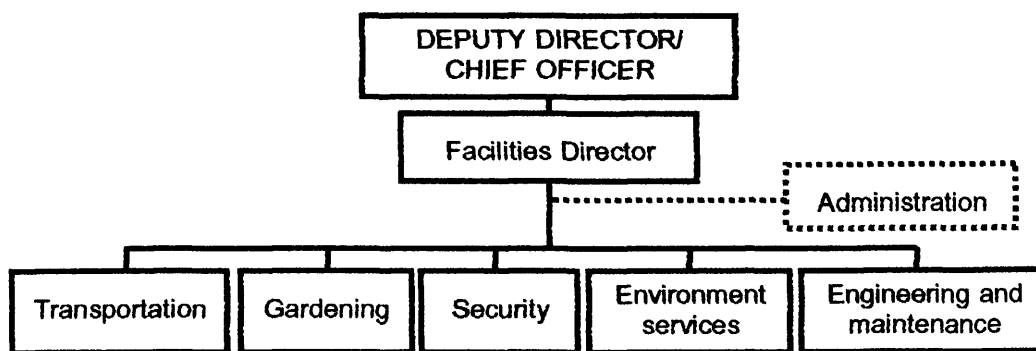 DEPUTY DIRECTOR/
CHIEF OFFICER
Facilities Director
Administration
Transportation
Gardening
Security
Environment
services
Engineering and
maintenance